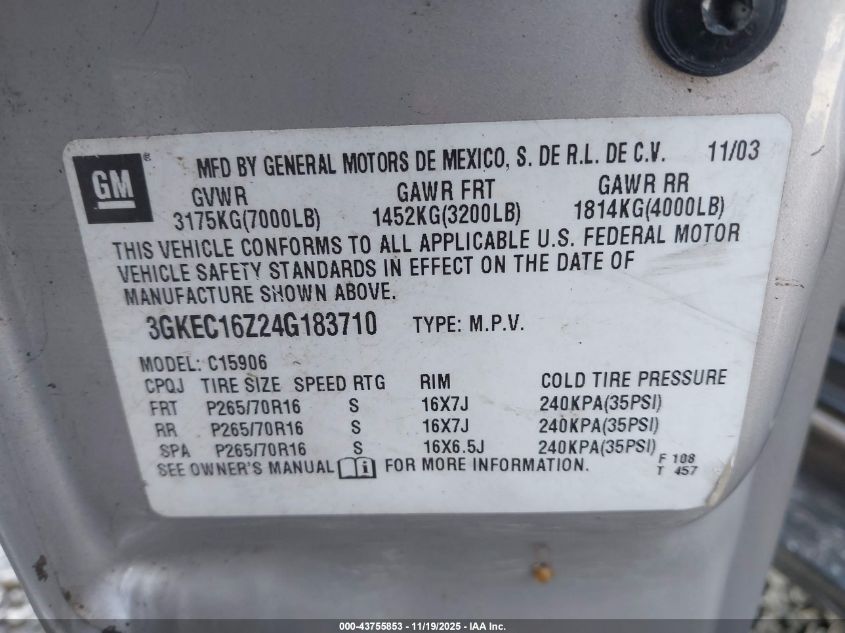 GM
MFD BY GENERAL MOTORS DE MEXICO, S. DE R.L. DE C.V. 11/03
GVWR GAWR FRT GAWR RR
3175KG(7000LB) 1452KG(3200LB) 1814KG(4000LB)
THIS VEHICLE CONFORMS TO ALL APPLICABLE U.S. FEDERAL MOTOR
VEHICLE SAFETY STANDARDS IN EFFECT ON THE DATE OF
MANUFACTURE SHOWN ABOVE.
3GKEC16Z24G183710 TYPE: M.P.V.
MODEL: C15906
CPQJ TIRE SIZE SPEED RTG RIM COLD TIRE PRESSURE
FRT P265/70R16 S 16X7J 240KPA(35PSI)
RR P265/70R16 S 16X7J 240KPA(35PSI)
SPA P265/70R16 S 16X6.5J 240KPA(35PSI)
SEE OWNER'S MANUAL FOR MORE INFORMATION.
F 108
T 457
000-43755853 - 11/19/2025 - IAA Inc.